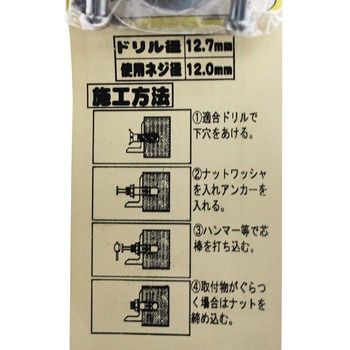 ドリル径 12.7mm
使用ネジ径 12.0mm
施工方法
①適合ドリルで
下穴をあける。
②ナットワッシャ
を入れアンカーを
入れる。
③ハンマー等で芯
棒を打ち込む。
④取付物がぐらつ
く場合はナットを
締め込む。